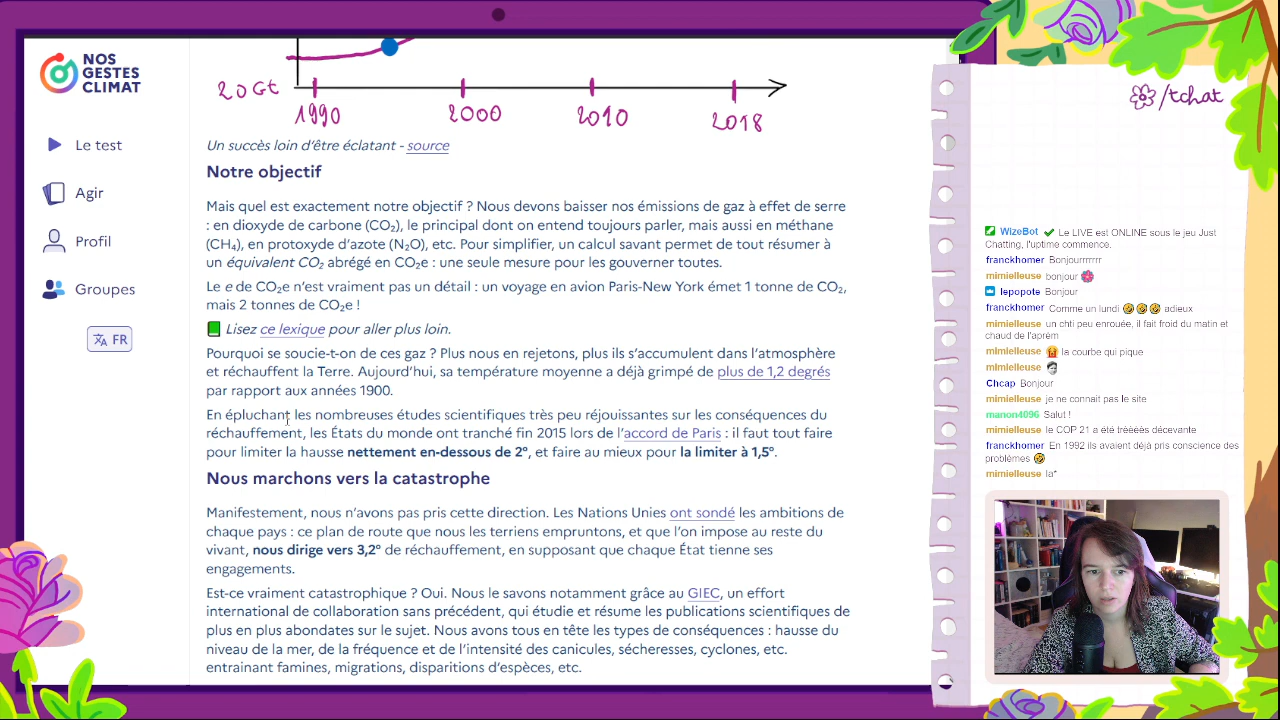 NOS
GESTES
CLIMAT
Le test
Agir
Profil
Groupes
FR
20Gt
1990
2000
2010
2018
Un succès loin d'être éclatant - source
Notre objectif
Mais quel est exactement notre objectif ? Nous devons baisser nos émissions de gaz à effet de serre
: en dioxyde de carbone (CO₂), le principal dont on entend toujours parler, mais aussi en méthane
(CH₄), en protoxyde d'azote (N₂O), etc. Pour simplifier, un calcul savant permet de tout résumer à
un équivalent CO₂ abrégé en CO₂e : une seule mesure pour les gouverner toutes.
Le e de CO₂e n'est vraiment pas un détail : un voyage en avion Paris-New York émet 1 tonne de CO₂,
mais 2 tonnes de CO₂e !
Lisez ce lexique pour aller plus loin.
Pourquoi se soucie-t-on de ces gaz ? Plus nous en rejetons, plus ils s'accumulent dans l'atmosphère
et réchauffent la Terre. Aujourd'hui, sa température moyenne a déjà grimpé de plus de 1,2 degrés
par rapport aux années 1900.
En épluchant les nombreuses études scientifiques très peu réjouissantes sur les conséquences du
réchauffement, les États du monde ont tranché fin 2015 lors de l'accord de Paris : il faut tout faire
pour limiter la hausse nettement en-dessous de 2°, et faire au mieux pour la limiter à 1,5°.
Nous marchons vers la catastrophe
Manifestement, nous n'avons pas pris cette direction. Les Nations Unies ont sondé les ambitions de
chaque pays : ce plan de route que nous les terriens empruntons, et que l'on impose au reste du
vivant, nous dirige vers 3,2° de réchauffement, en supposant que chaque État tienne ses
engagements.
Est-ce vraiment catastrophique ? Oui. Nous le savons notamment grâce au GIEC, un effort
international de collaboration sans précédent, qui étudie et résume les publications scientifiques de
plus en plus abondates sur le sujet. Nous avons tous en tête les types de conséquences : hausse du
niveau de la mer, de la fréquence et de l'intensité des canicules, sécheresses, cyclones, etc.
entraînant famines, migrations, disparitions d'espèces, etc.
/tchat
WizeBot Le LIVE est ONLINE sous le jeu Just
Chatting, l'uptime commence.
franckhomer Bonjourrrrrr
mimielleuse bonjour
lepopote Bonjour
franckhomer Comme un lundi adieux
mimielleuse un chti peu enrouée, il fait froid du matin et
chaud de l'aprem
mimielleuse la courbe qui pique
mimielleuse
Chcap Bonjour
mimielleuse je ne connait pas le site
manon4096 Salut !
mimielleuse le COP 21 a été trèèèès décevante
franckhomer En 1992 ils avaient déjà pris conscience des
problèmes
mimielleuse la*